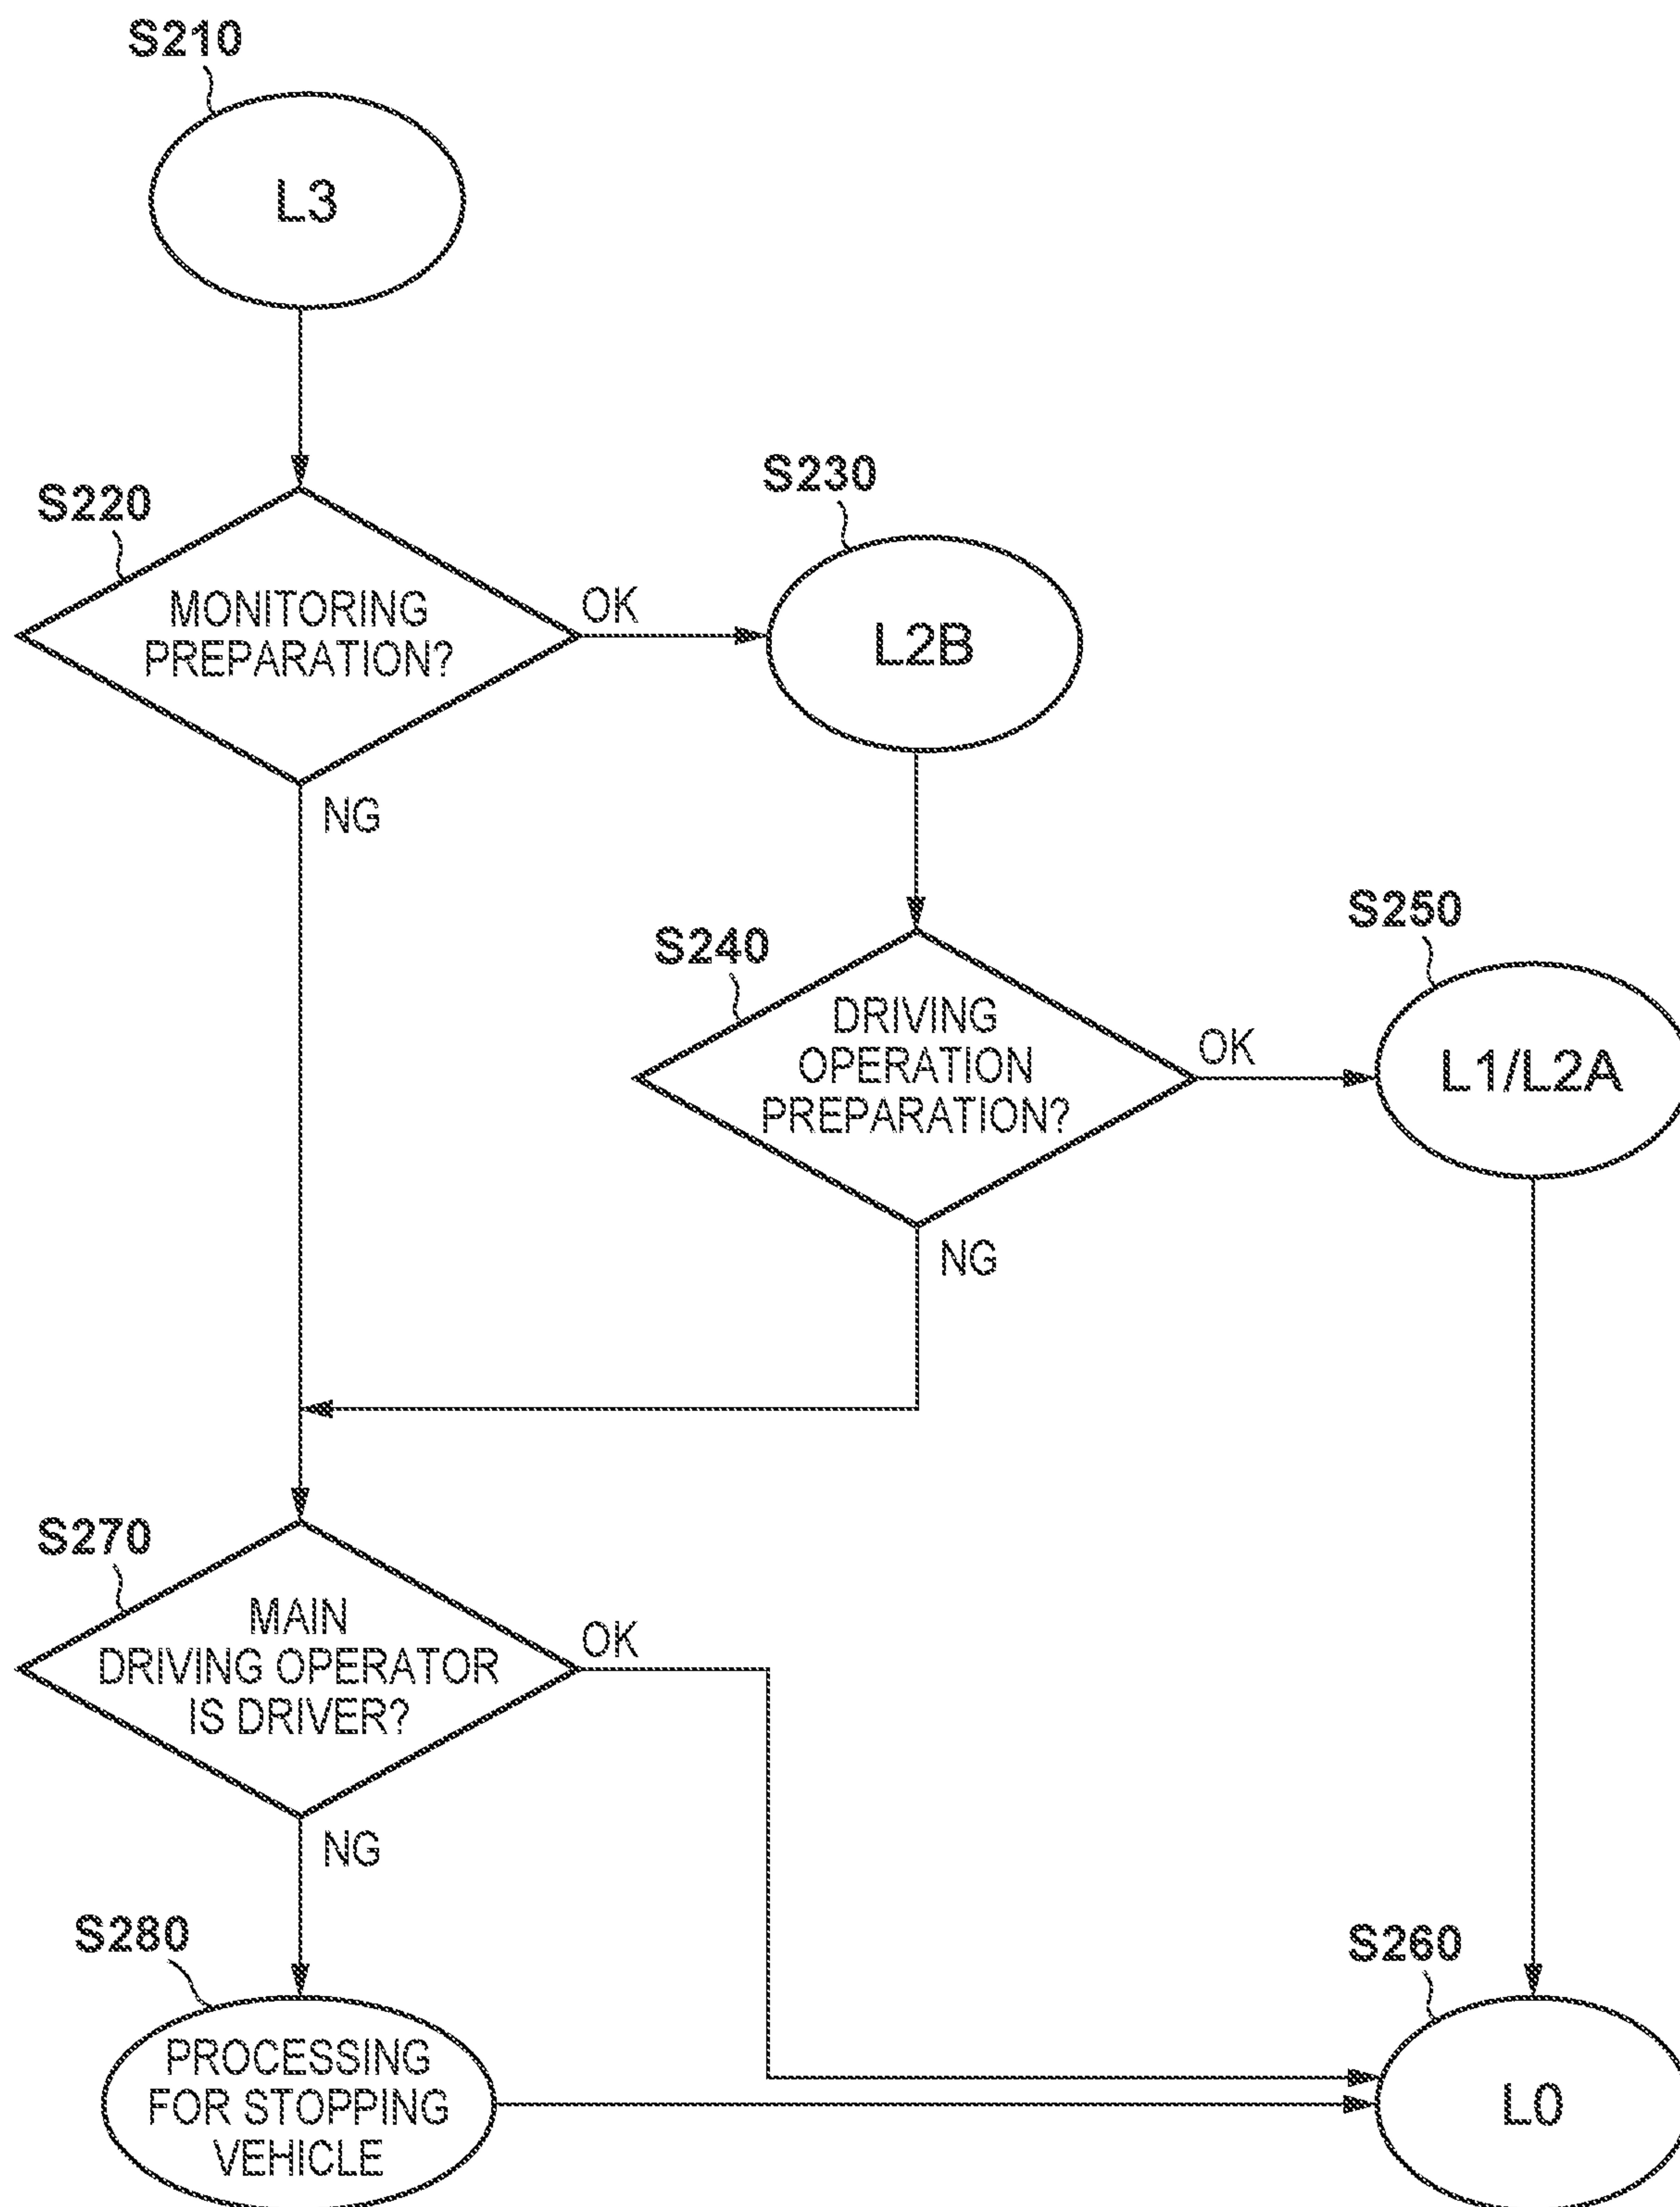 S210
L3
S220
MONITORING
PREPARATION?
OK
NG
S230
L2B
S240
DRIVING
OPERATION
PREPARATION?
OK
NG
S250
L1/L2A
S270
MAIN
DRIVING OPERATOR
IS DRIVER?
OK
NG
S280
PROCESSING
FOR STOPPING
VEHICLE
S260
L0